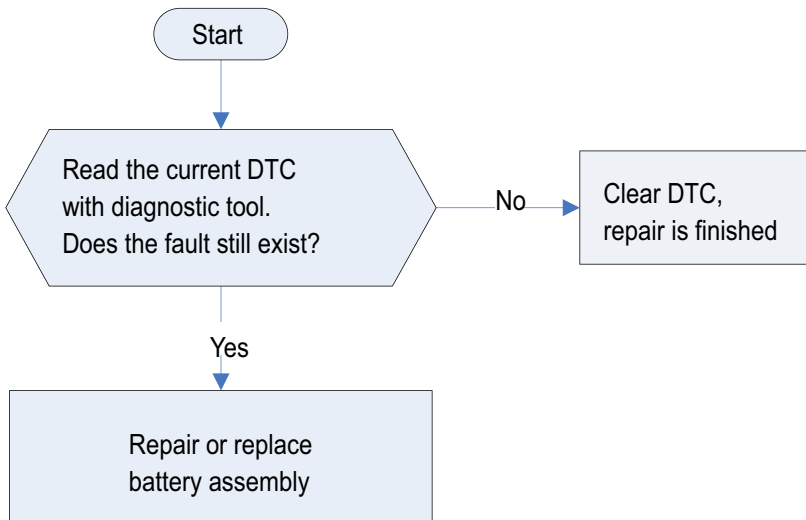 Start
Read the current DTC
with diagnostic tool.
Does the fault still exist?
No
Clear DTC,
repair is finished
Yes
Repair or replace
battery assembly